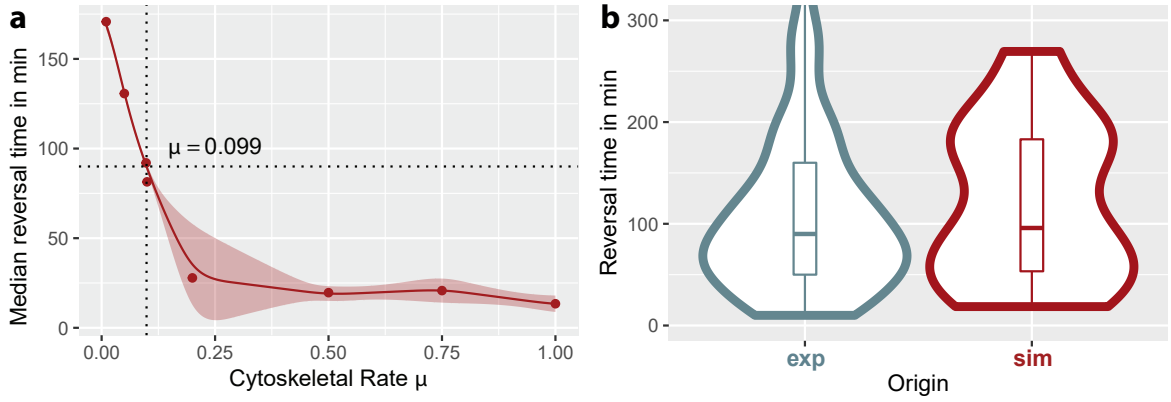 a
Median reversal time in min
150
100
50
0
μ = 0.099
0.00
0.25
0.50
0.75
1.00
Cytoskeletal Rate μ
b
Reversal time in min
300
200
100
0
exp
sim
Origin